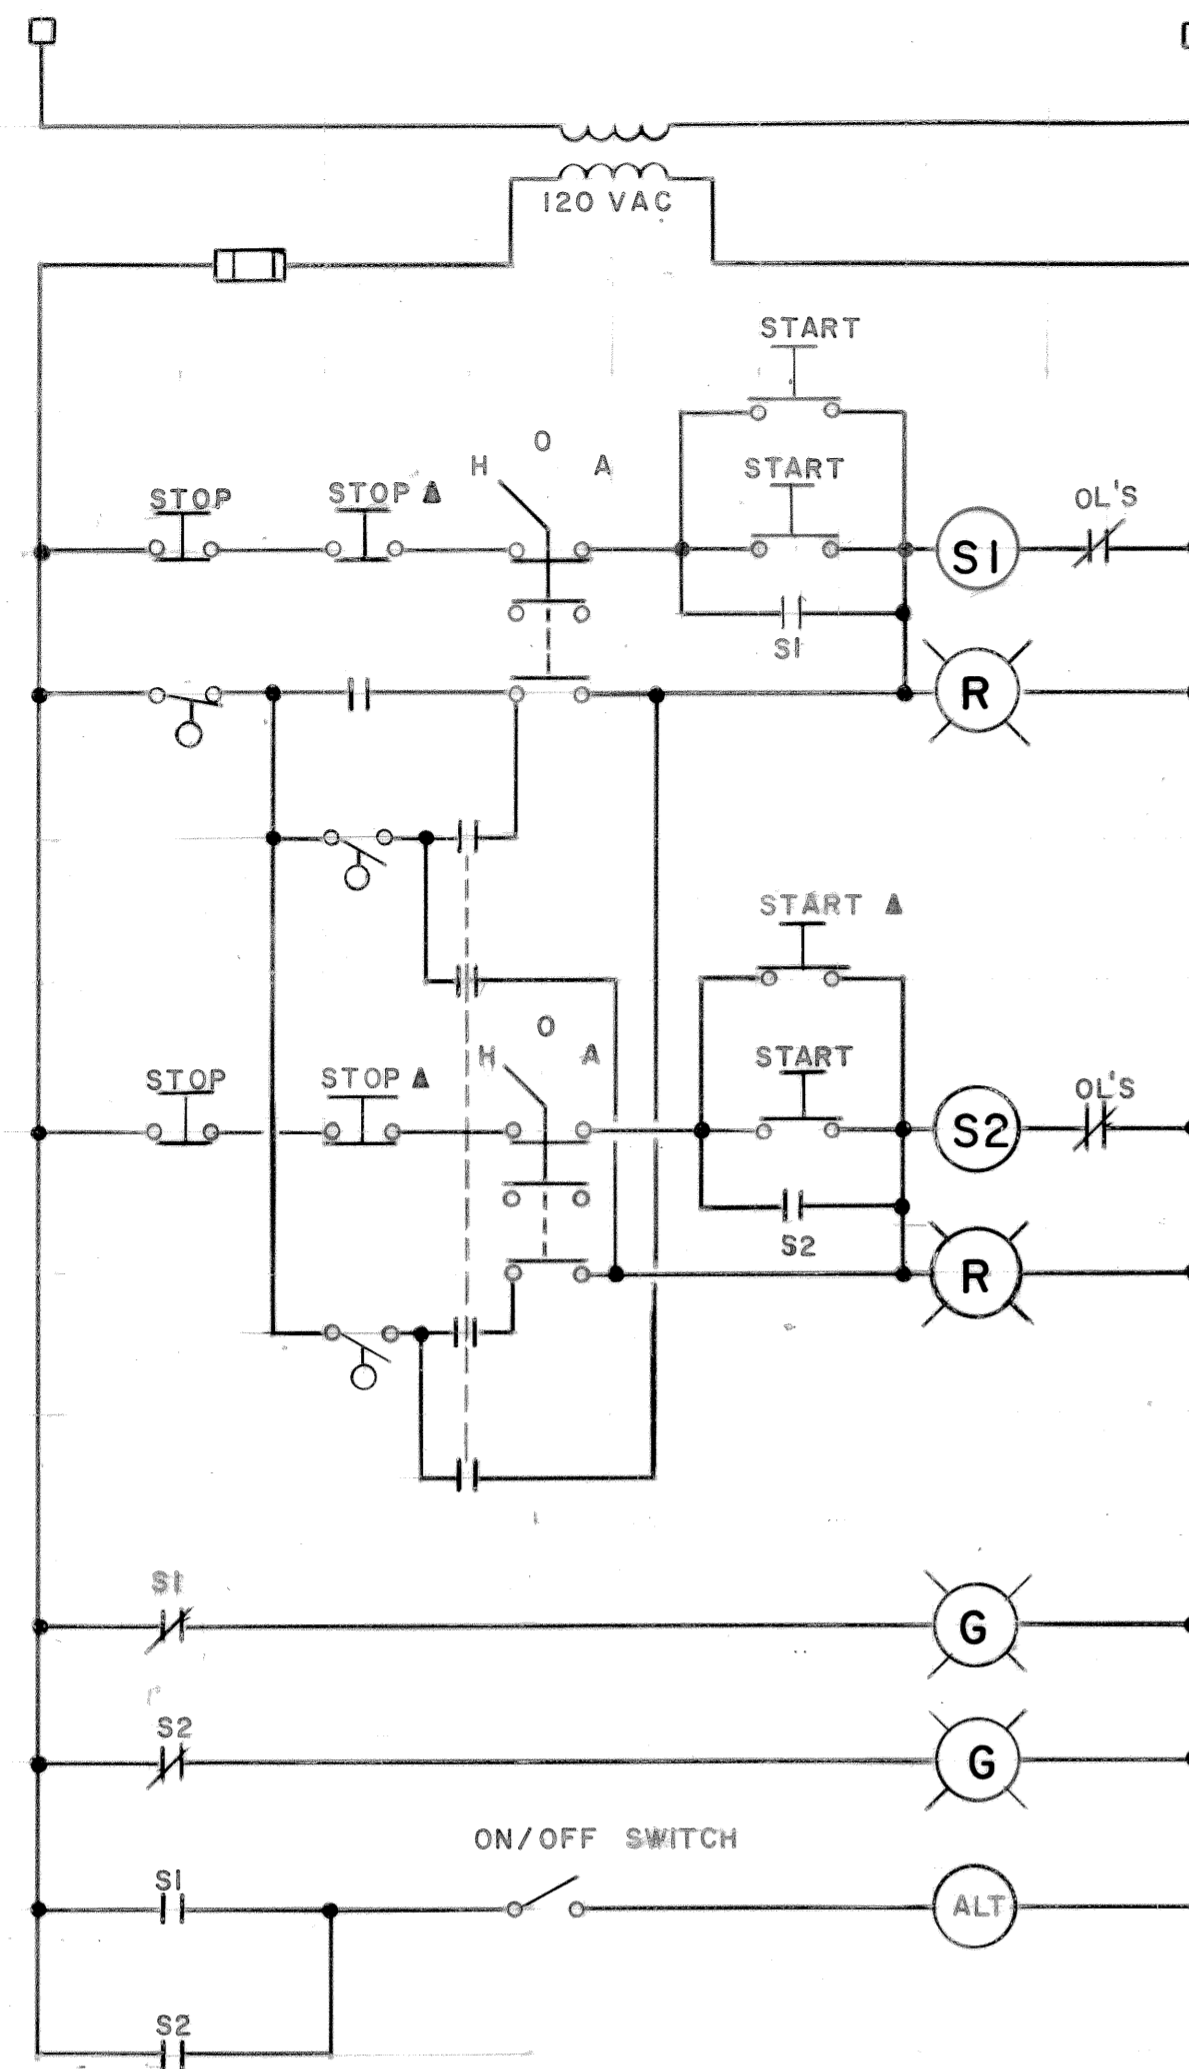 120 VAC
START
O
H A
START
STOP
STOP ▲
OL'S
S1
S1
R
START ▲
O
H A
START
STOP
STOP ▲
OL'S
S2
S2
R
S1
G
S2
G
ON/OFF SWITCH
S1
ALT
S2